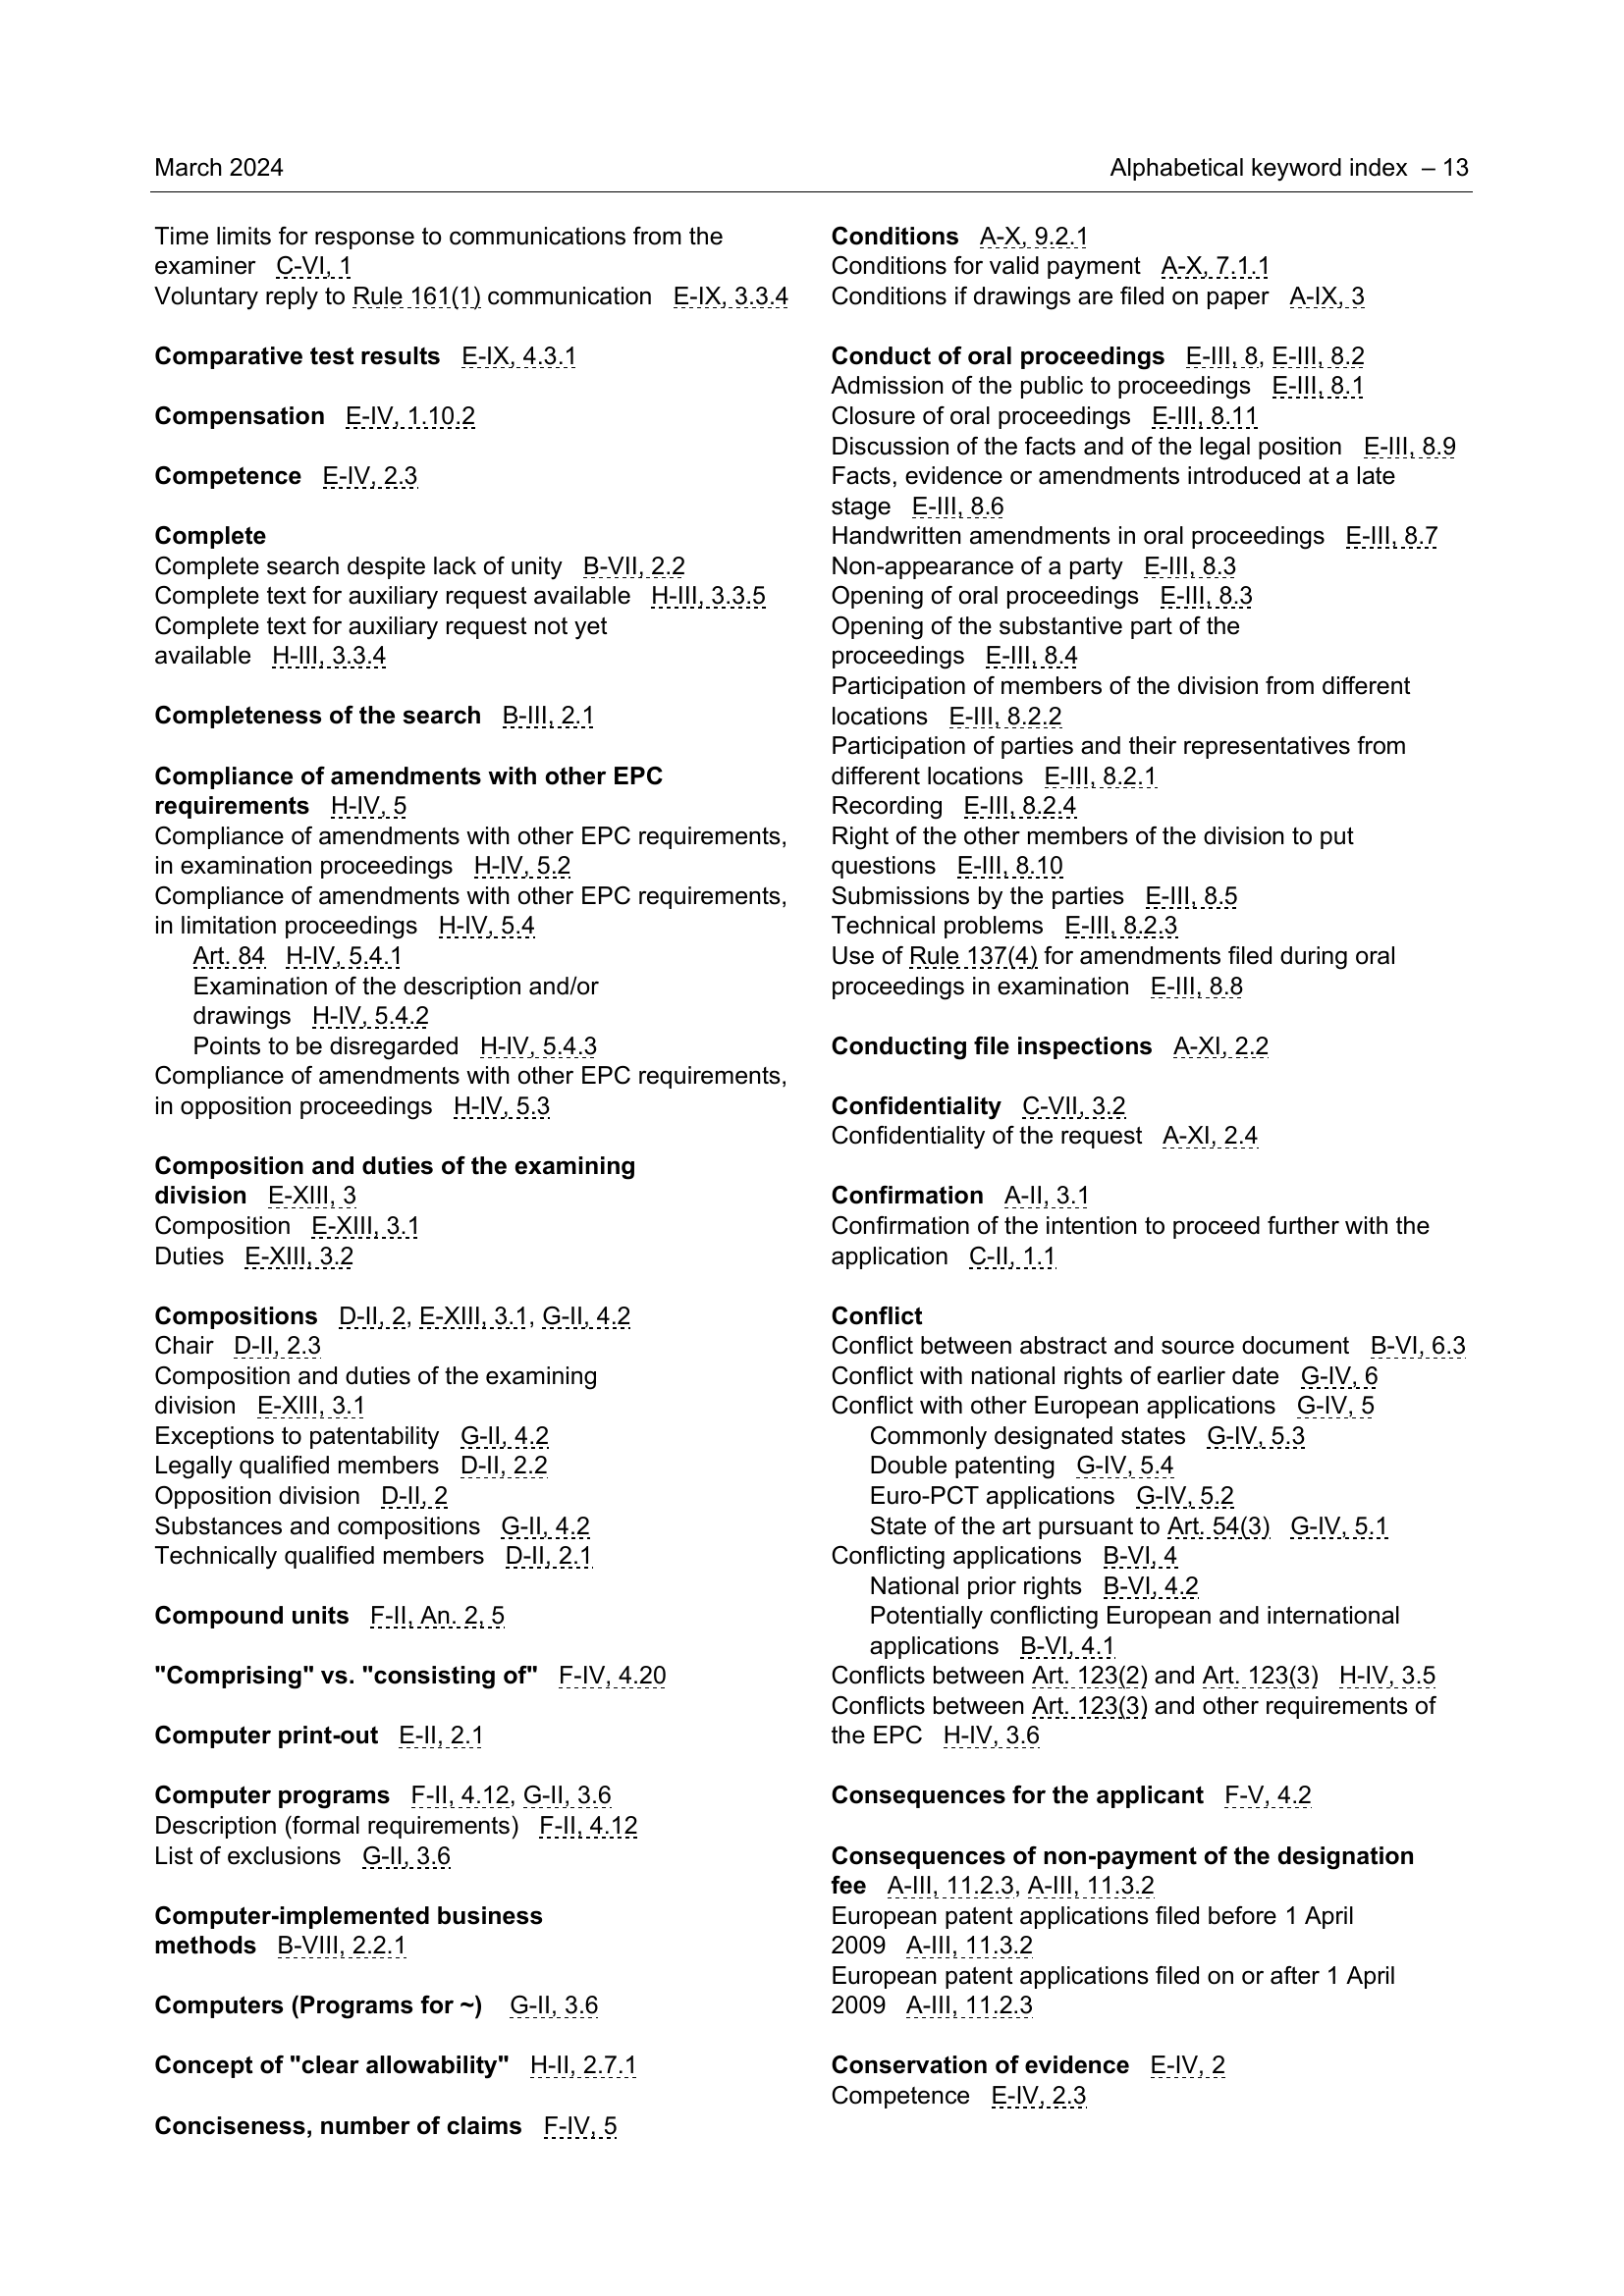 March 2024
Alphabetical keyword index – 13
Time limits for response to communications from the
examiner C-VI, 1
Voluntary reply to Rule 161(1) communication E-IX, 3.3.4
Comparative test results E-IX, 4.3.1
Compensation E-IV, 1.10.2
Competence E-IV, 2.3
Complete
Complete search despite lack of unity B-VII, 2.2
Complete text for auxiliary request available H-III, 3.3.5
Complete text for auxiliary request not yet
available H-III, 3.3.4
Completeness of the search B-III, 2.1
Compliance of amendments with other EPC
requirements H-IV, 5
Compliance of amendments with other EPC requirements,
in examination proceedings H-IV, 5.2
Compliance of amendments with other EPC requirements,
in limitation proceedings H-IV, 5.4
Art. 84 H-IV, 5.4.1
Examination of the description and/or
drawings H-IV, 5.4.2
Points to be disregarded H-IV, 5.4.3
Compliance of amendments with other EPC requirements,
in opposition proceedings H-IV, 5.3
Composition and duties of the examining
division E-XIII, 3
Composition E-XIII, 3.1
Duties E-XIII, 3.2
Compositions D-II, 2, E-XIII, 3.1, G-II, 4.2
Chair D-II, 2.3
Composition and duties of the examining
division E-XIII, 3.1
Exceptions to patentability G-II, 4.2
Legally qualified members D-II, 2.2
Opposition division D-II, 2
Substances and compositions G-II, 4.2
Technically qualified members D-II, 2.1
Compound units F-II, An. 2, 5
"Comprising" vs. "consisting of" F-IV, 4.20
Computer print-out E-II, 2.1
Computer programs F-II, 4.12, G-II, 3.6
Description (formal requirements) F-II, 4.12
List of exclusions G-II, 3.6
Computer-implemented business
methods B-VIII, 2.2.1
Computers (Programs for ~) G-II, 3.6
Concept of "clear allowability" H-II, 2.7.1
Conciseness, number of claims F-IV, 5
Conditions A-X, 9.2.1
Conditions for valid payment A-X, 7.1.1
Conditions if drawings are filed on paper A-IX, 3
Conduct of oral proceedings E-III, 8, E-III, 8.2
Admission of the public to proceedings E-III, 8.1
Closure of oral proceedings E-III, 8.11
Discussion of the facts and of the legal position E-III, 8.9
Facts, evidence or amendments introduced at a late
stage E-III, 8.6
Handwritten amendments in oral proceedings E-III, 8.7
Non-appearance of a party E-III, 8.3
Opening of oral proceedings E-III, 8.3
Opening of the substantive part of the
proceedings E-III, 8.4
Participation of members of the division from different
locations E-III, 8.2.2
Participation of parties and their representatives from
different locations E-III, 8.2.1
Recording E-III, 8.2.4
Right of the other members of the division to put
questions E-III, 8.10
Submissions by the parties E-III, 8.5
Technical problems E-III, 8.2.3
Use of Rule 137(4) for amendments filed during oral
proceedings in examination E-III, 8.8
Conducting file inspections A-XI, 2.2
Confidentiality C-VII, 3.2
Confidentiality of the request A-XI, 2.4
Confirmation A-II, 3.1
Confirmation of the intention to proceed further with the
application C-II, 1.1
Conflict
Conflict between abstract and source document B-VI, 6.3
Conflict with national rights of earlier date G-IV, 6
Conflict with other European applications G-IV, 5
Commonly designated states G-IV, 5.3
Double patenting G-IV, 5.4
Euro-PCT applications G-IV, 5.2
State of the art pursuant to Art. 54(3) G-IV, 5.1
Conflicting applications B-VI, 4
National prior rights B-VI, 4.2
Potentially conflicting European and international
applications B-VI, 4.1
Conflicts between Art. 123(2) and Art. 123(3) H-IV, 3.5
Conflicts between Art. 123(3) and other requirements of
the EPC H-IV, 3.6
Consequences for the applicant F-V, 4.2
Consequences of non-payment of the designation
fee A-III, 11.2.3, A-III, 11.3.2
European patent applications filed before 1 April
2009 A-III, 11.3.2
European patent applications filed on or after 1 April
2009 A-III, 11.2.3
Conservation of evidence E-IV, 2
Competence E-IV, 2.3